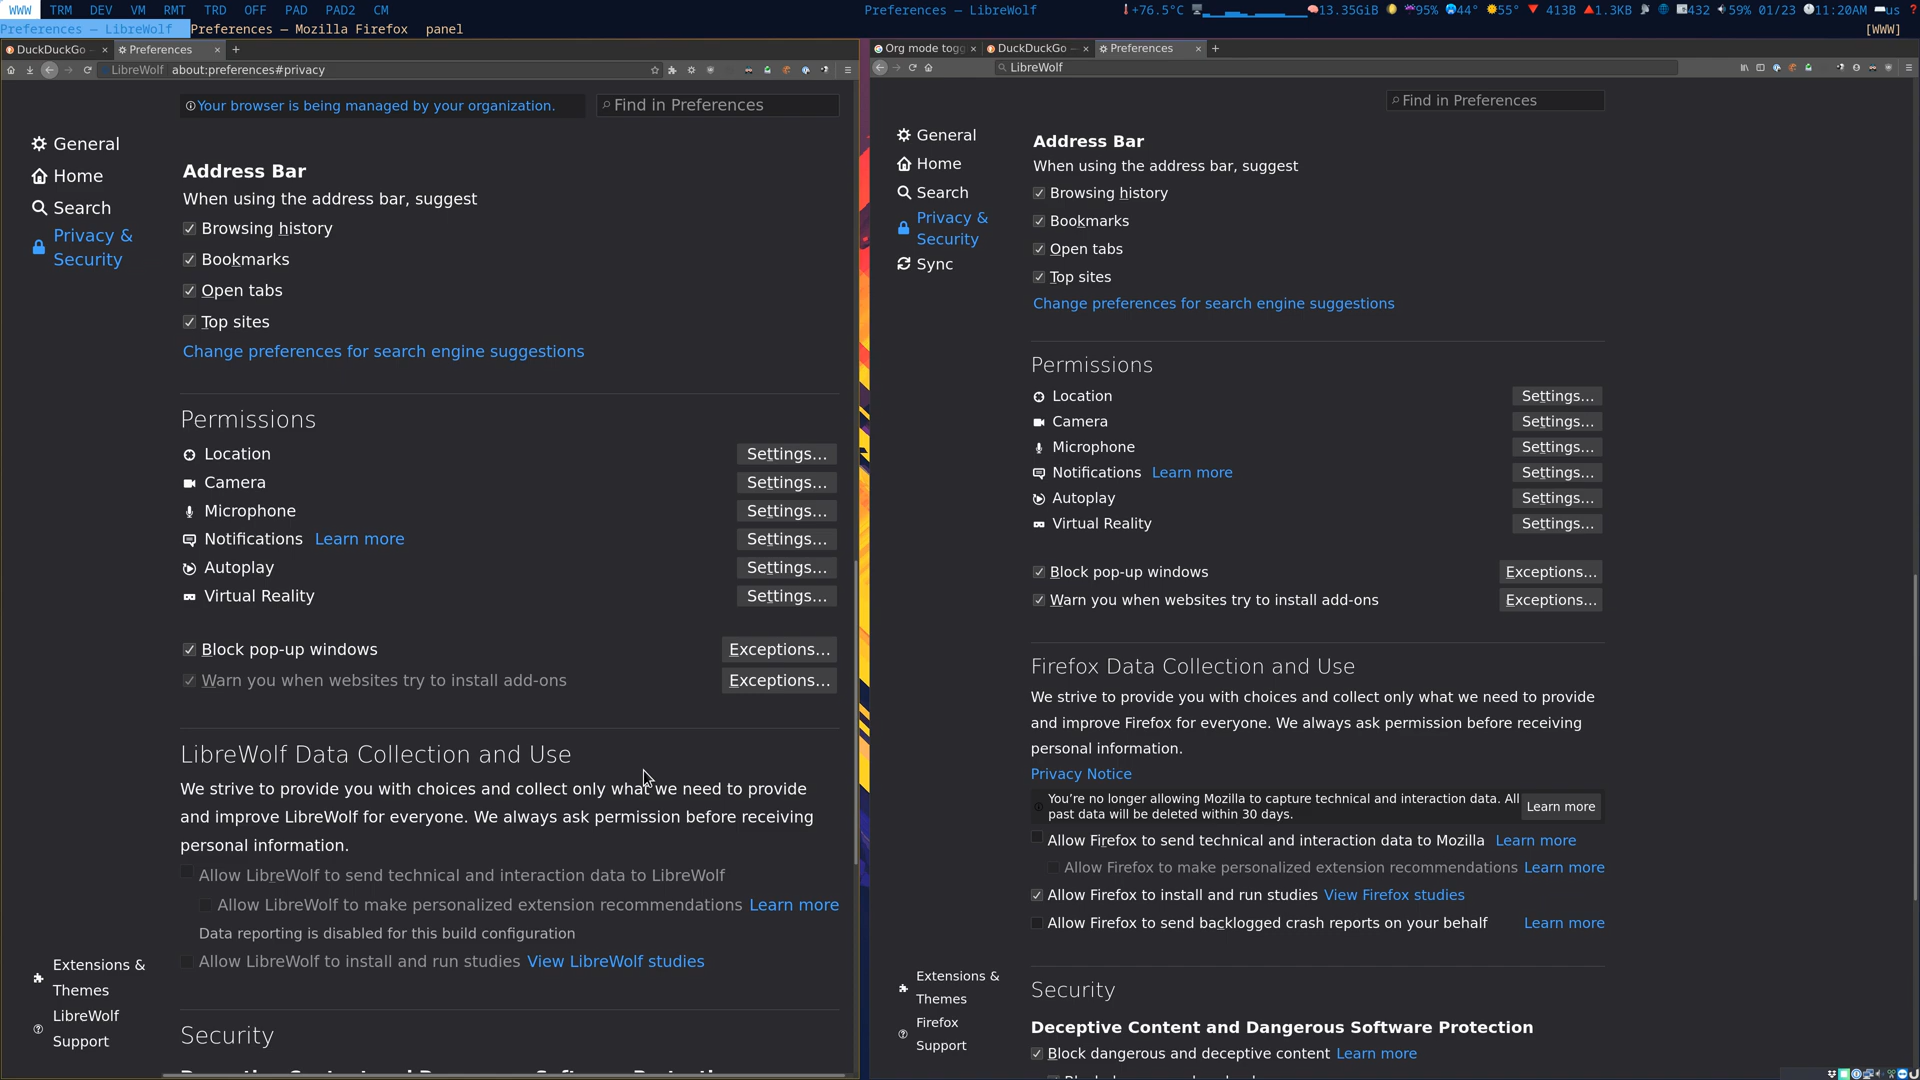 WWW TRM DEV VM RMT TRD OFF PAD PAD2 CM
Preferences — LibreWolf
+76.5°C 13.35GiB 95% 44° 55° 413B 1.3KB 432 59% 01/23 11:20AM us ?
Preferences — LibreWolf Preferences — Mozilla Firefox panel
[WWW]
DuckDuckGo — × Preferences × +
LibreWolf about:preferences#privacy
Your browser is being managed by your organization.
Find in Preferences
General
Home
Search
Privacy &
Security
Address Bar
When using the address bar, suggest
Browsing history
Bookmarks
Open tabs
Top sites
Change preferences for search engine suggestions
Permissions
Location Settings...
Camera Settings...
Microphone Settings...
Notifications Learn more Settings...
Autoplay Settings...
Virtual Reality Settings...
Block pop-up windows Exceptions...
Warn you when websites try to install add-ons Exceptions...
LibreWolf Data Collection and Use
We strive to provide you with choices and collect only what we need to provide
and improve LibreWolf for everyone. We always ask permission before receiving
personal information.
Allow LibreWolf to send technical and interaction data to LibreWolf
Allow LibreWolf to make personalized extension recommendations Learn more
Data reporting is disabled for this build configuration
Allow LibreWolf to install and run studies View LibreWolf studies
Extensions &
Themes
LibreWolf
Support
Security
Org mode togg × DuckDuckGo — × Preferences × +
LibreWolf
Find in Preferences
General
Home
Search
Privacy &
Security
Sync
Address Bar
When using the address bar, suggest
Browsing history
Bookmarks
Open tabs
Top sites
Change preferences for search engine suggestions
Permissions
Location Settings...
Camera Settings...
Microphone Settings...
Notifications Learn more Settings...
Autoplay Settings...
Virtual Reality Settings...
Block pop-up windows Exceptions...
Warn you when websites try to install add-ons Exceptions...
Firefox Data Collection and Use
We strive to provide you with choices and collect only what we need to provide
and improve Firefox for everyone. We always ask permission before receiving
personal information.
Privacy Notice
You're no longer allowing Mozilla to capture technical and interaction data. All
past data will be deleted within 30 days.
Learn more
Allow Firefox to send technical and interaction data to Mozilla Learn more
Allow Firefox to make personalized extension recommendations Learn more
Allow Firefox to install and run studies View Firefox studies
Allow Firefox to send backlogged crash reports on your behalf Learn more
Extensions &
Themes
Firefox
Support
Security
Deceptive Content and Dangerous Software Protection
Block dangerous and deceptive content Learn more